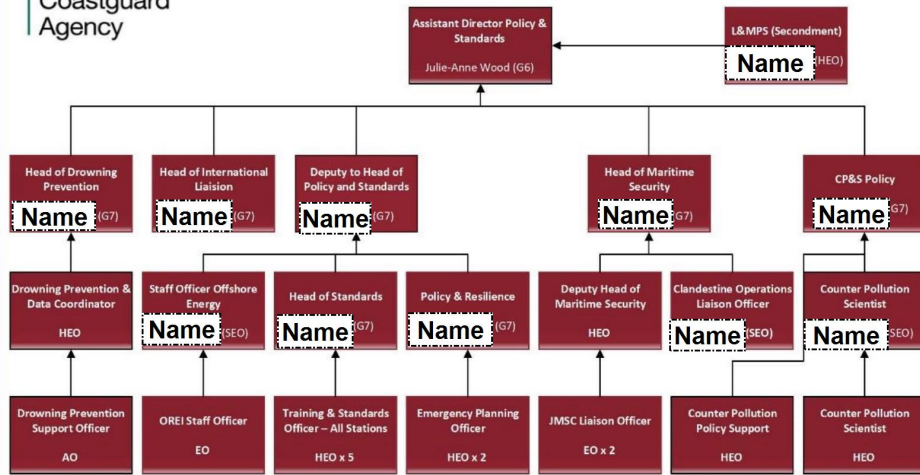 Coastguard
Agency
Assistant Director Policy &
Standards
Julie-Anne Wood (G6)
L&MPS (Secondment)
Name (HEO)
Head of Drowning
Prevention
Name (G7)
Head of International
Liaison
Name (G7)
Deputy to Head of
Policy and Standards
Name (G7)
Head of Maritime
Security
Name G7)
CP&S Policy
Name G7)
Drowning Prevention &
Data Coordinator
HEO
Staff Officer Offshore
Energy
Name (SEO)
Head of Standards
Name (G7)
Policy & Resilience
Name (G7)
Deputy Head of
Maritime Security
HEO
Clandestine Operations
Liaison Officer
Name (SEO)
Counter Pollution
Scientist
Name SEO)
Drowning Prevention
Support Officer
AO
OREI Staff Officer
EO
Training & Standards
Officer – All Stations
HEO x 5
Emergency Planning
Officer
HEO x 2
JMSC Liaison Officer
EO x 2
Counter Pollution
Policy Support
HEO
Counter Pollution
Scientist
HEO